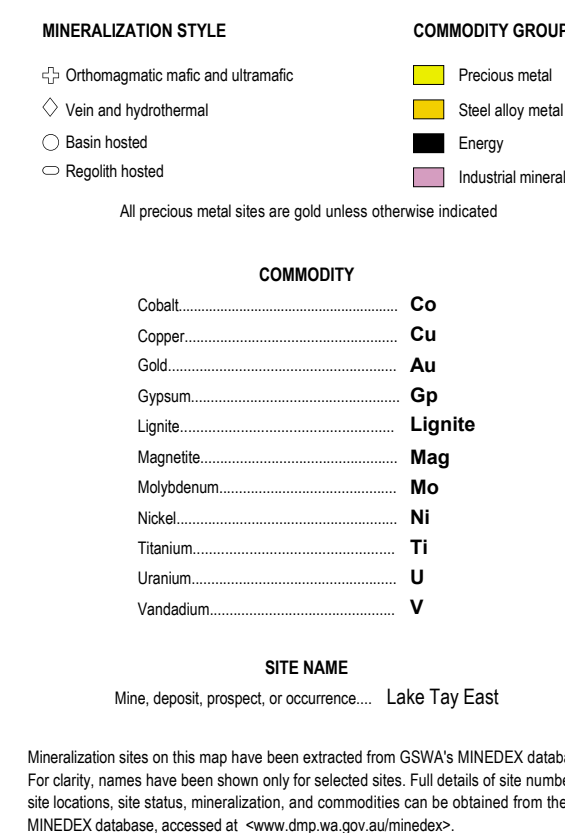 MINERALIZATION STYLE
COMMODITY GROUP
Orthomagmatic mafic and ultramafic
Precious metal
Vein and hydrothermal
Steel alloy metal
Basin hosted
Energy
Regolith hosted
Industrial mineral
All precious metal sites are gold unless otherwise indicated
COMMODITY
Cobalt........................................................ Co
Copper....................................................... Cu
Gold........................................................... Au
Gypsum...................................................... Gp
Lignite....................................................... Lignite
Magnetite................................................... Mag
Molybdenum.............................................. Mo
Nickel......................................................... Ni
Titanium.................................................... Ti
Uranium..................................................... U
Vandadium................................................ V
SITE NAME
Mine, deposit, prospect, or occurrence.... Lake Tay East
Mineralization sites on this map have been extracted from GSWA's MINEDEX databa
For clarity, names have been shown only for selected sites. Full details of site numbe
site locations, site status, mineralization, and commodities can be obtained from the
MINEDEX database, accessed at <www.dmp.wa.gov.au/minedex>.